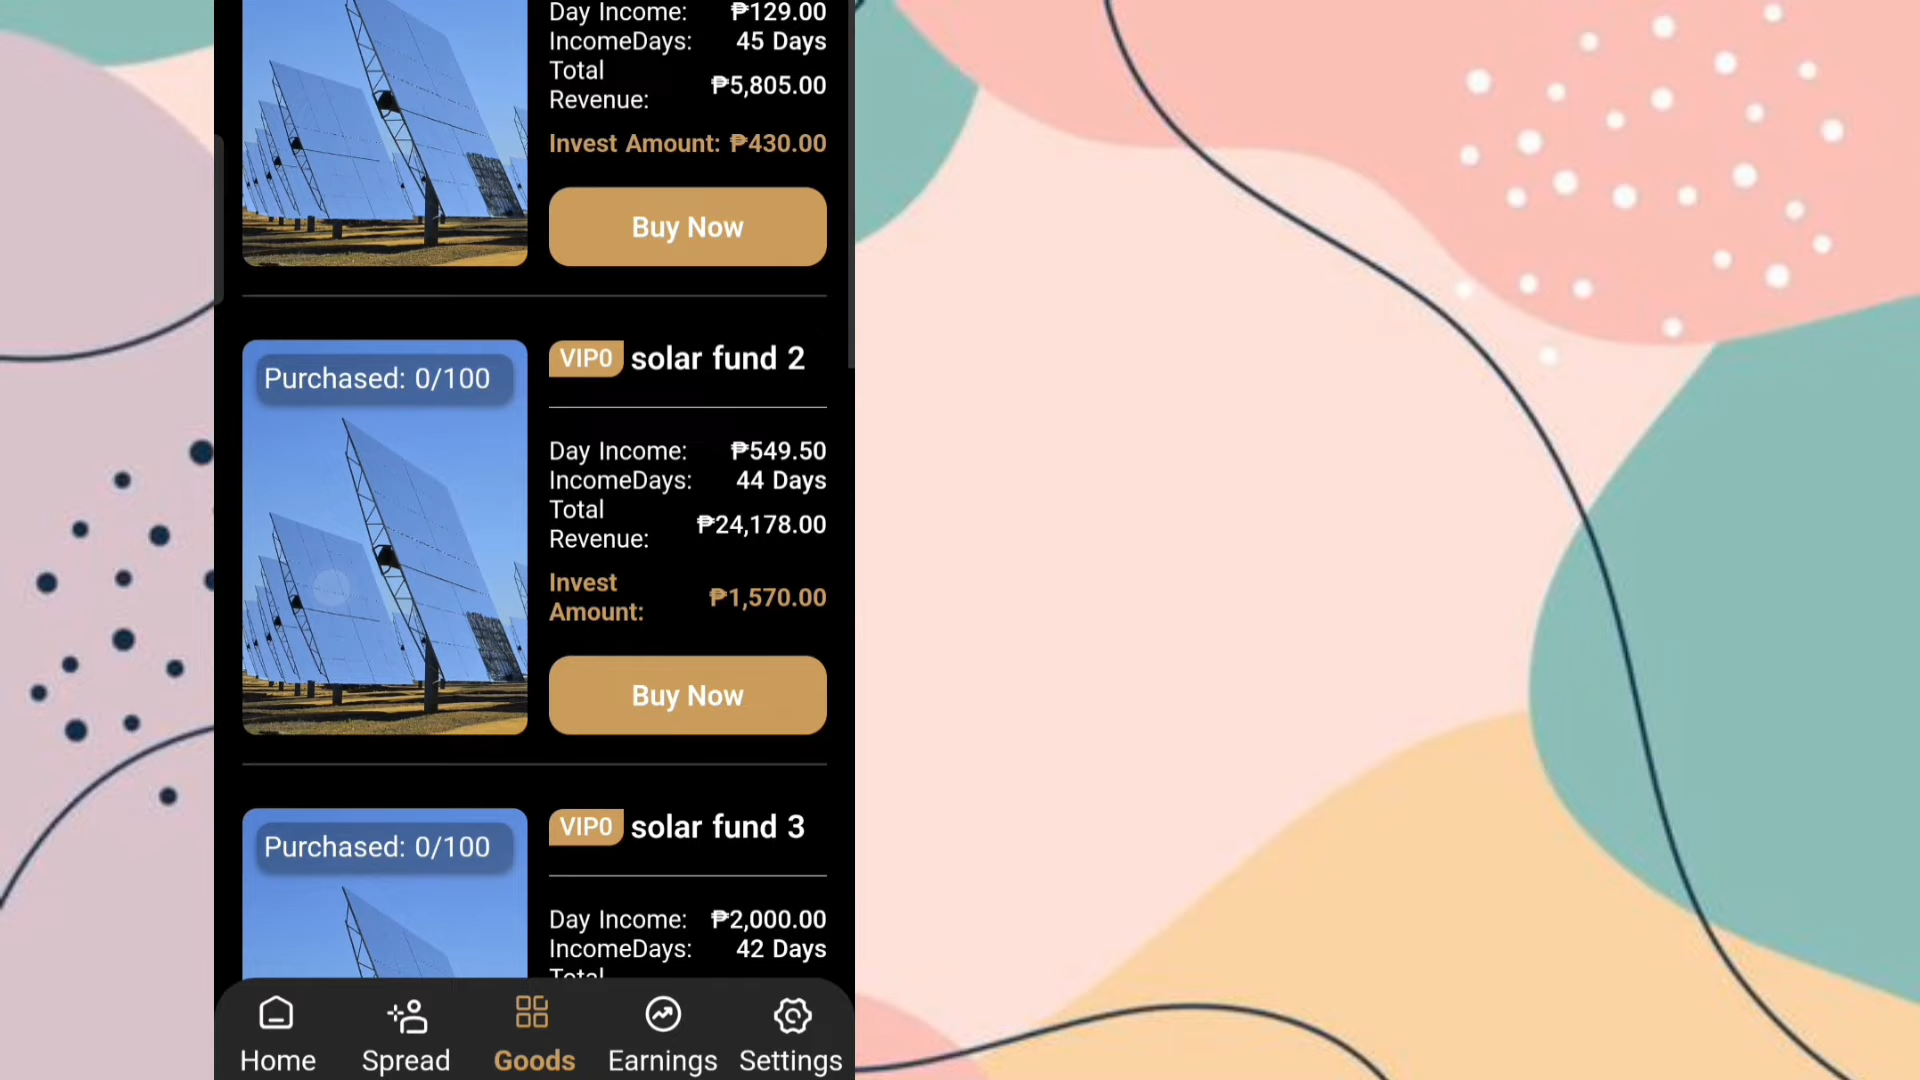 Day Income: ₱129.00
IncomeDays: 45 Days
Total
Revenue: ₱5,805.00
Invest Amount: ₱430.00
Buy Now
Purchased: 0/100
VIP0 solar fund 2
Day Income: ₱549.50
IncomeDays: 44 Days
Total
Revenue: ₱24,178.00
Invest
Amount: ₱1,570.00
Buy Now
Purchased: 0/100
VIP0 solar fund 3
Day Income: ₱2,000.00
IncomeDays: 42 Days
Total
Home Spread Goods Earnings Settings